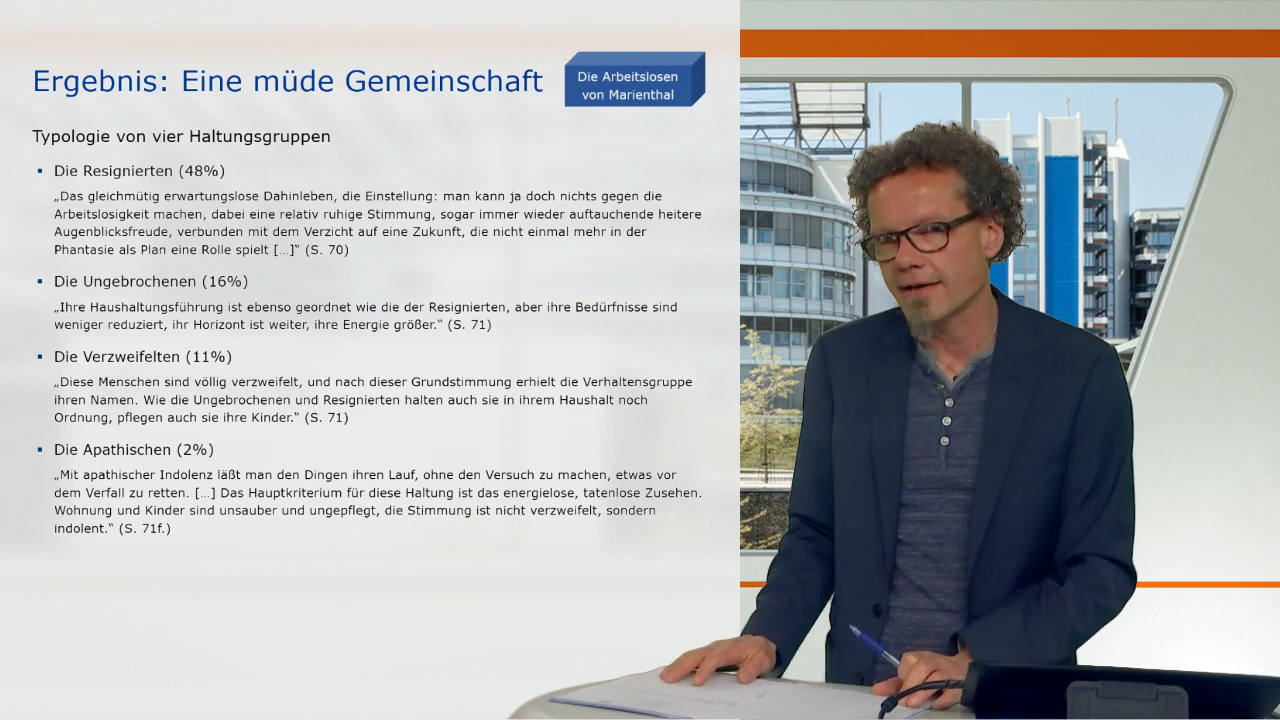 Ergebnis: Eine müde Gemeinschaft
Die Arbeitslosen
von Marienthal
Typologie von vier Haltungsgruppen
▪ Die Resignierten (48%)
„Das gleichmütig erwartungslose Dahinleben, die Einstellung: man kann ja doch nichts gegen die
Arbeitslosigkeit machen, dabei eine relativ ruhige Stimmung, sogar immer wieder auftauchende heitere
Augenblicksfreude, verbunden mit dem Verzicht auf eine Zukunft, die nicht einmal mehr in der
Phantasie als Plan eine Rolle spielt […]“ (S. 70)
▪ Die Ungebrochenen (16%)
„Ihre Haushaltungsführung ist ebenso geordnet wie die der Resignierten, aber ihre Bedürfnisse sind
weniger reduziert, ihr Horizont ist weiter, ihre Energie größer.“ (S. 71)
▪ Die Verzweifelten (11%)
„Diese Menschen sind völlig verzweifelt, und nach dieser Grundstimmung erhielt die Verhaltensgruppe
ihren Namen. Wie die Ungebrochenen und Resignierten halten auch sie in ihrem Haushalt noch
Ordnung, pflegen auch sie ihre Kinder.“ (S. 71)
▪ Die Apathischen (2%)
„Mit apathischer Indolenz läßt man den Dingen ihren Lauf, ohne den Versuch zu machen, etwas vor
dem Verfall zu retten. […] Das Hauptkriterium für diese Haltung ist das energielose, tatenlose Zusehen.
Wohnung und Kinder sind unsauber und ungepflegt, die Stimmung ist nicht verzweifelt, sondern
indolent.“ (S. 71f.)